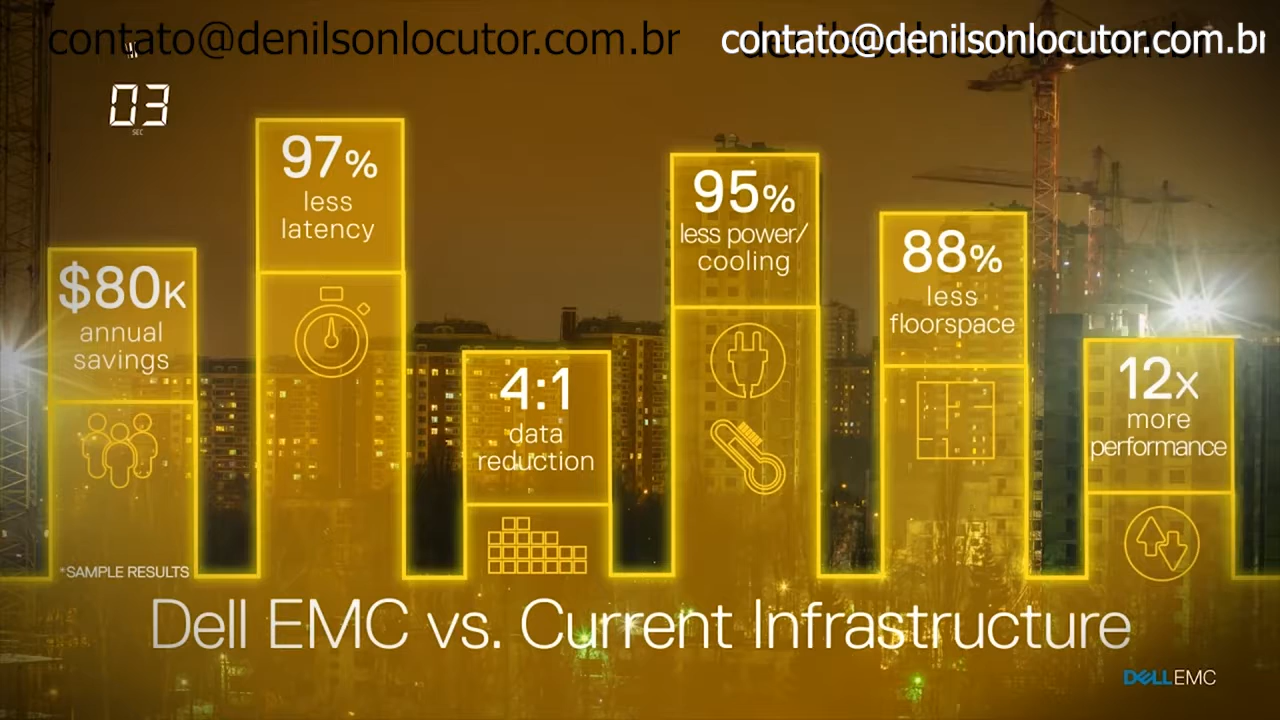 contato@denilsonlocutor.com.br
contato@denilsonlocutor.com.br
03
SEC
$80K
annual
savings
*SAMPLE RESULTS
97%
less
latency
4:1
data
reduction
95%
less power/
cooling
88%
less
floorspace
12x
more
performance
Dell EMC vs. Current Infrastructure
DELLEMC